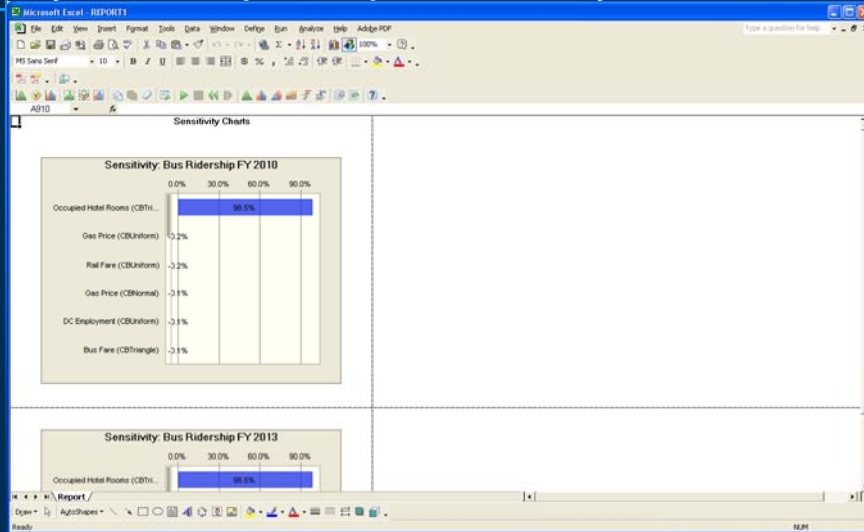 Microsoft Excel - REPORT1
File Edit View Insert Format Tools Data Window Define Run Analyze Help Adobe PDF
Type a question for help
100%
MS Sans Serif 10 B I U $ % ,
A910 fx
Sensitivity Charts
Sensitivity: Bus Ridership FY 2010
0.0% 30.0% 60.0% 90.0%
Occupied Hotel Rooms (CBTri... 98.5%
Gas Price (CBUniform) -0.2%
Rail Fare (CBUniform) -0.2%
Gas Price (CBNormal) -0.1%
DC Employment (CBUniform) -0.1%
Bus Fare (CBTriangle) -0.1%
Sensitivity: Bus Ridership FY 2013
0.0% 30.0% 60.0% 90.0%
Occupied Hotel Rooms (CBTri... 98.5%
Report
Draw AutoShapes
Ready NUM